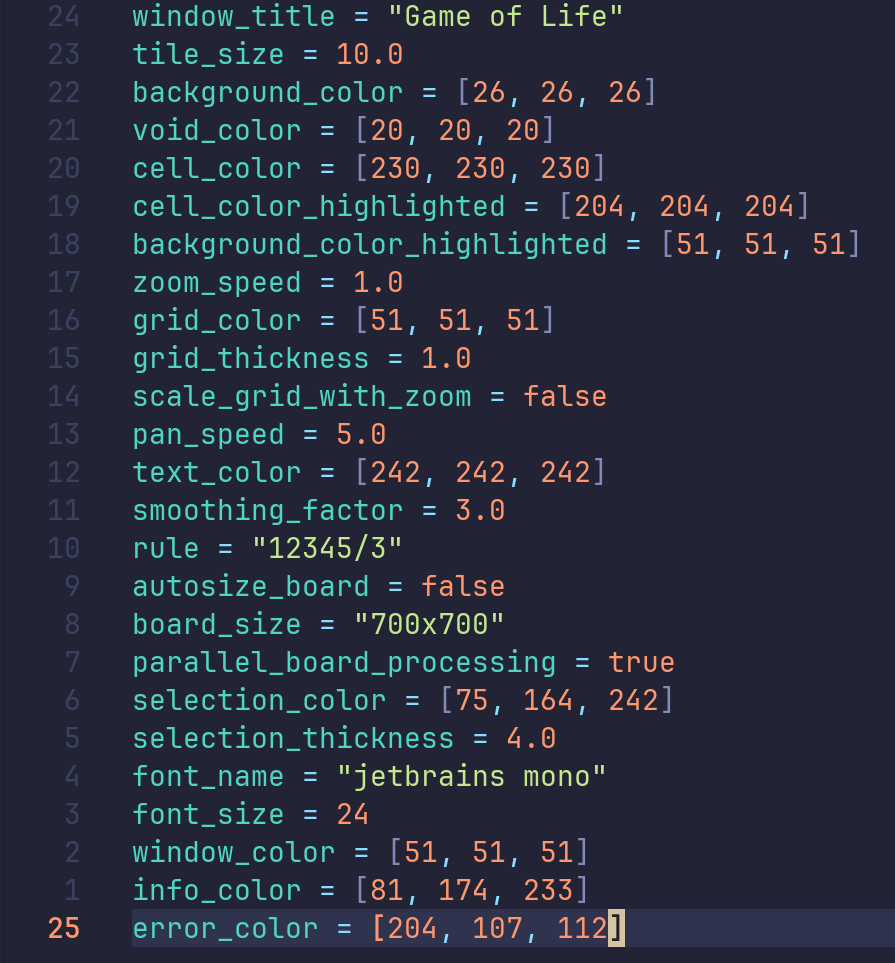 24 window_title = "Game of Life"
23 tile_size = 10.0
22 background_color = [26, 26, 26]
21 void_color = [20, 20, 20]
20 cell_color = [230, 230, 230]
19 cell_color_highlighted = [204, 204, 204]
18 background_color_highlighted = [51, 51, 51]
17 zoom_speed = 1.0
16 grid_color = [51, 51, 51]
15 grid_thickness = 1.0
14 scale_grid_with_zoom = false
13 pan_speed = 5.0
12 text_color = [242, 242, 242]
11 smoothing_factor = 3.0
10 rule = "12345/3"
9 autosize_board = false
8 board_size = "700x700"
7 parallel_board_processing = true
6 selection_color = [75, 164, 242]
5 selection_thickness = 4.0
4 font_name = "jetbrains mono"
3 font_size = 24
2 window_color = [51, 51, 51]
1 info_color = [81, 174, 233]
25 error_color = [204, 107, 112]